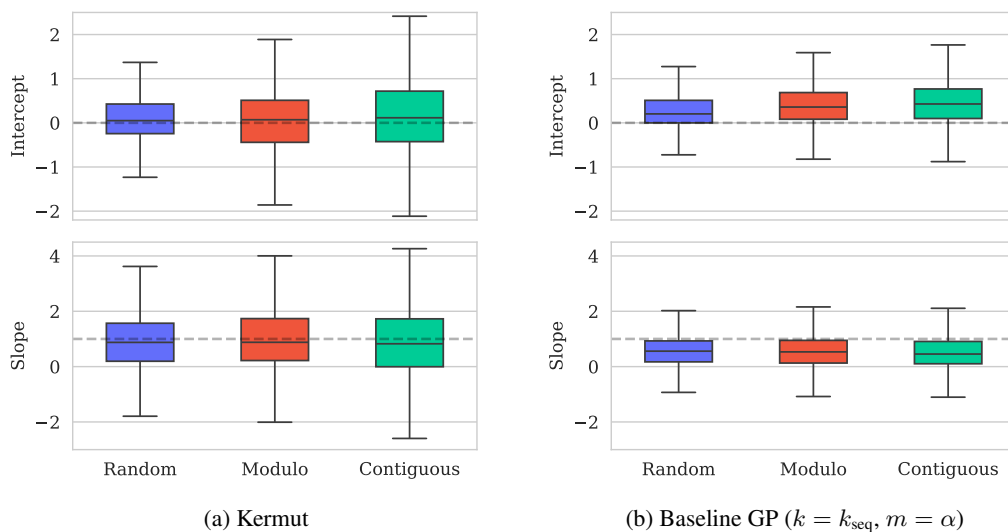 Intercept
2
1
0
−1
−2
Slope
4
2
0
−2
Random Modulo Contiguous
(a) Kermut
Intercept
2
1
0
−1
−2
Slope
4
2
0
−2
Random Modulo Contiguous
(b) Baseline GP (k = k_seq, m = α)